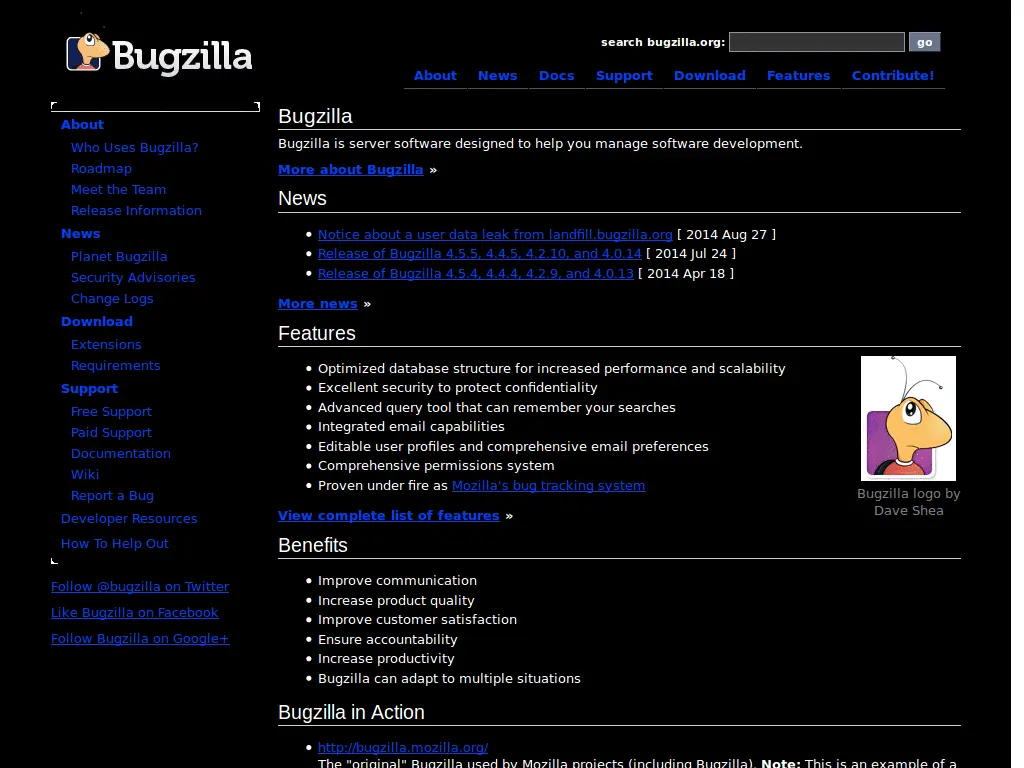 Bugzilla
search bugzilla.org: go
About News Docs Support Download Features Contribute!
About
Who Uses Bugzilla?
Roadmap
Meet the Team
Release Information
News
Planet Bugzilla
Security Advisories
Change Logs
Download
Extensions
Requirements
Support
Free Support
Paid Support
Documentation
Wiki
Report a Bug
Developer Resources
How To Help Out
Follow @bugzilla on Twitter
Like Bugzilla on Facebook
Follow Bugzilla on Google+
Bugzilla
Bugzilla is server software designed to help you manage software development.
More about Bugzilla »
News
• Notice about a user data leak from landfill.bugzilla.org [ 2014 Aug 27 ]
• Release of Bugzilla 4.5.5, 4.4.5, 4.2.10, and 4.0.14 [ 2014 Jul 24 ]
• Release of Bugzilla 4.5.4, 4.4.4, 4.2.9, and 4.0.13 [ 2014 Apr 18 ]
More news »
Features
• Optimized database structure for increased performance and scalability
• Excellent security to protect confidentiality
• Advanced query tool that can remember your searches
• Integrated email capabilities
• Editable user profiles and comprehensive email preferences
• Comprehensive permissions system
• Proven under fire as Mozilla's bug tracking system
Bugzilla logo by
Dave Shea
View complete list of features »
Benefits
• Improve communication
• Increase product quality
• Improve customer satisfaction
• Ensure accountability
• Increase productivity
• Bugzilla can adapt to multiple situations
Bugzilla in Action
• http://bugzilla.mozilla.org/
The "original" Bugzilla used by Mozilla projects (including Bugzilla). Note: This is an example of a